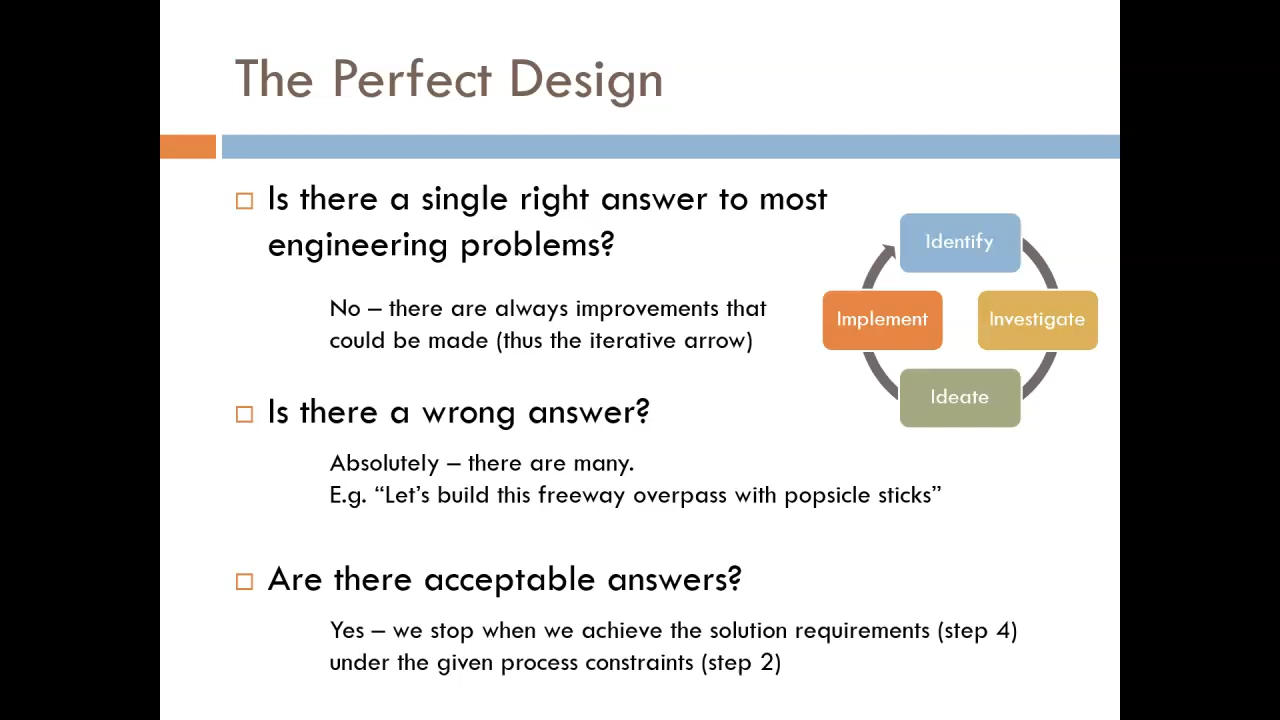 The Perfect Design
Is there a single right answer to most
engineering problems?
No – there are always improvements that
could be made (thus the iterative arrow)
Is there a wrong answer?
Absolutely – there are many.
E.g. “Let’s build this freeway overpass with popsicle sticks”
Are there acceptable answers?
Yes – we stop when we achieve the solution requirements (step 4)
under the given process constraints (step 2)
Identify
Implement
Investigate
Ideate